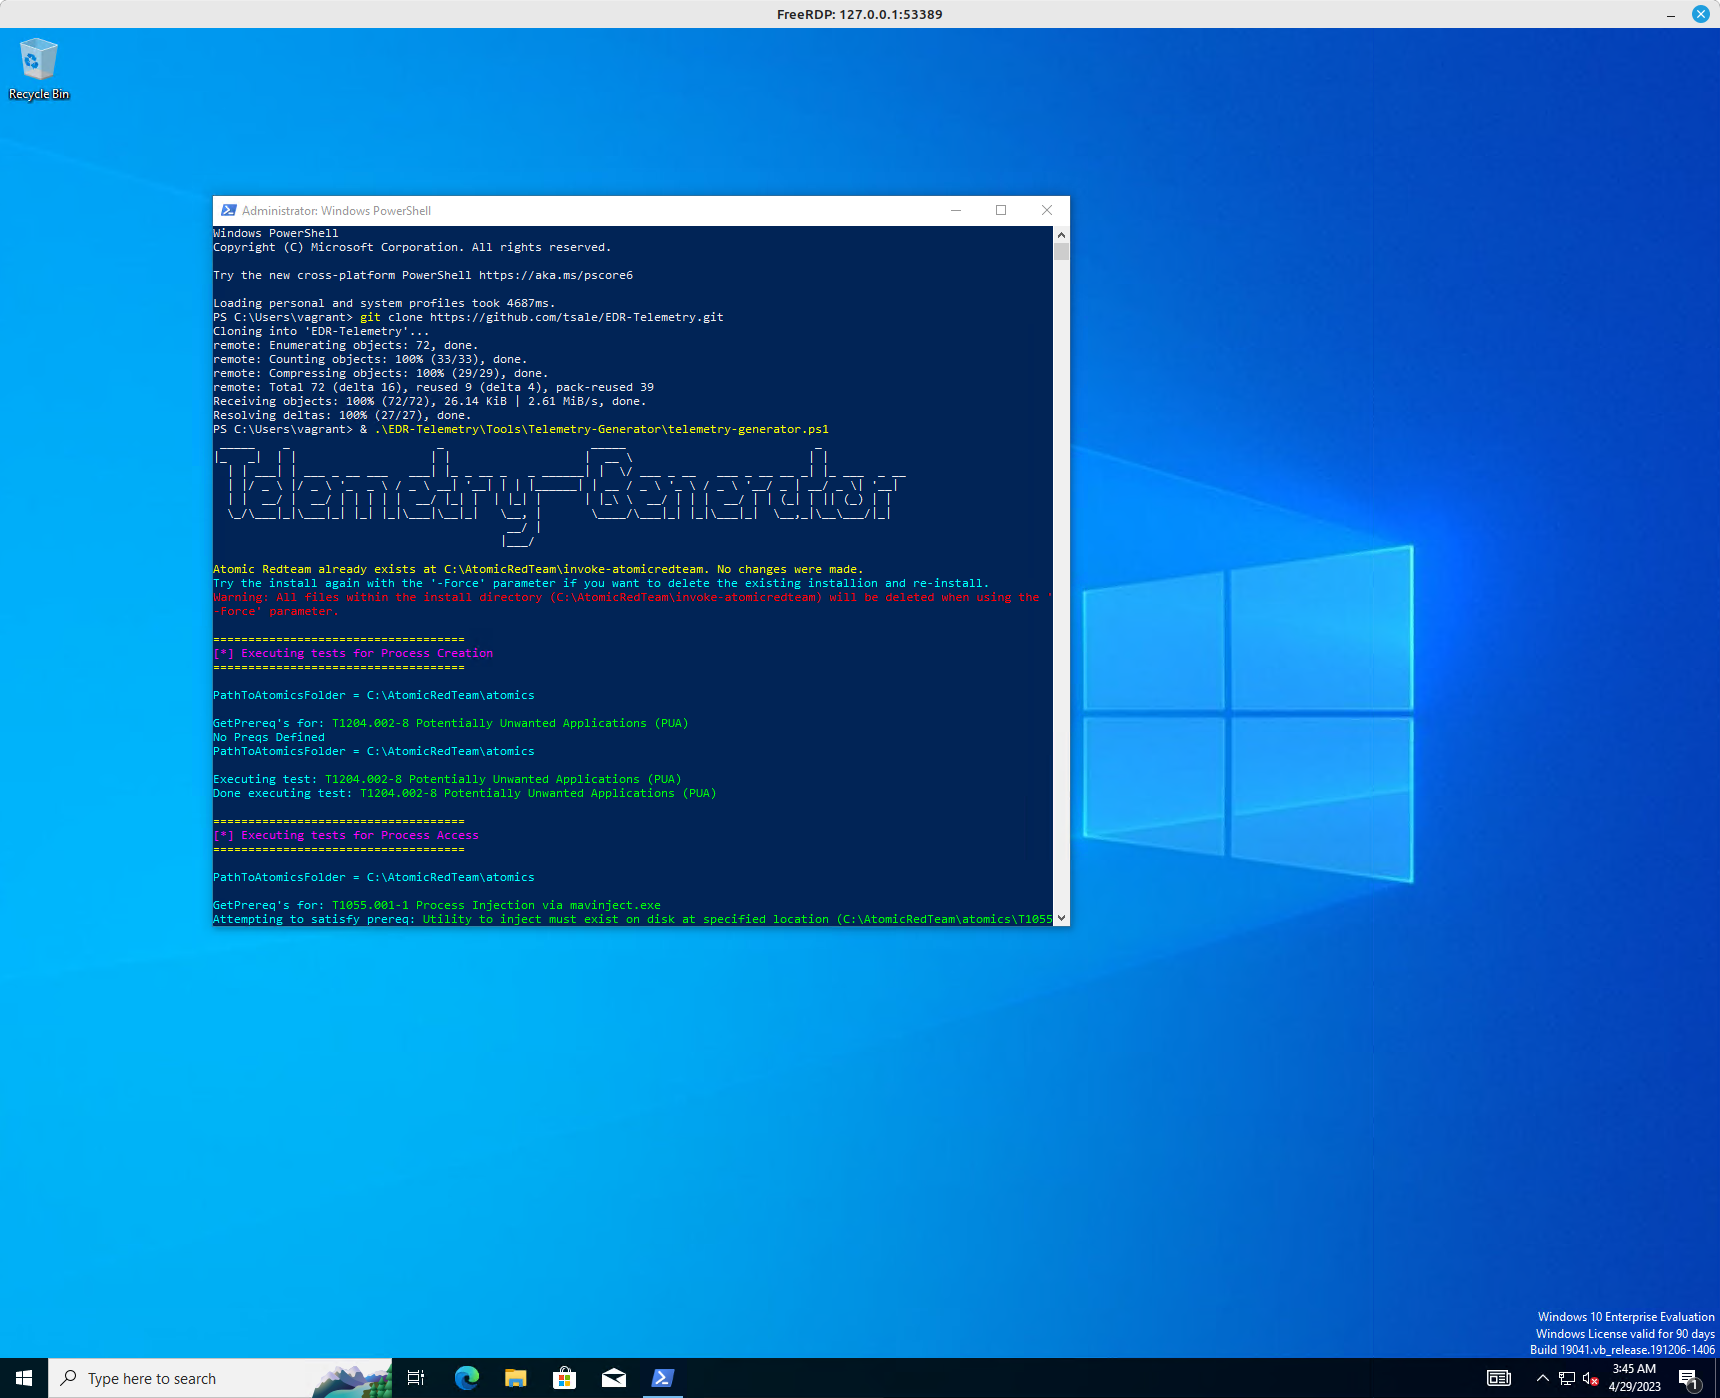 FreeRDP: 127.0.0.1:53389
Recycle Bin
Administrator: Windows PowerShell
Windows PowerShell
Copyright (C) Microsoft Corporation. All rights reserved.
Try the new cross-platform PowerShell https://aka.ms/pscore6
Loading personal and system profiles took 4687ms.
PS C:\Users\vagrant> git clone https://github.com/tsale/EDR-Telemetry.git
Cloning into 'EDR-Telemetry'...
remote: Enumerating objects: 72, done.
remote: Counting objects: 100% (33/33), done.
remote: Compressing objects: 100% (29/29), done.
remote: Total 72 (delta 16), reused 9 (delta 4), pack-reused 39
Receiving objects: 100% (72/72), 26.14 KiB | 2.61 MiB/s, done.
Resolving deltas: 100% (27/27), done.
PS C:\Users\vagrant> & .\EDR-Telemetry\Tools\Telemetry-Generator\telemetry-generator.ps1
Telemetry-Generator
Atomic Redteam already exists at C:\AtomicRedTeam\invoke-atomicredteam. No changes were made.
Try the install again with the '-Force' parameter if you want to delete the existing installion and re-install.
Warning: All files within the install directory (C:\AtomicRedTeam\invoke-atomicredteam) will be deleted when using the '
-Force' parameter.
====================================
[*] Executing tests for Process Creation
====================================
PathToAtomicsFolder = C:\AtomicRedTeam\atomics
GetPrereq's for: T1204.002-8 Potentially Unwanted Applications (PUA)
No Preqs Defined
PathToAtomicsFolder = C:\AtomicRedTeam\atomics
Executing test: T1204.002-8 Potentially Unwanted Applications (PUA)
Done executing test: T1204.002-8 Potentially Unwanted Applications (PUA)
====================================
[*] Executing tests for Process Access
====================================
PathToAtomicsFolder = C:\AtomicRedTeam\atomics
GetPrereq's for: T1055.001-1 Process Injection via mavinject.exe
Attempting to satisfy prereq: Utility to inject must exist on disk at specified location (C:\AtomicRedTeam\atomics\T1055
Windows 10 Enterprise Evaluation
Windows License valid for 90 days
Build 19041.vb_release.191206-1406
Type here to search
3:45 AM
4/29/2023
1